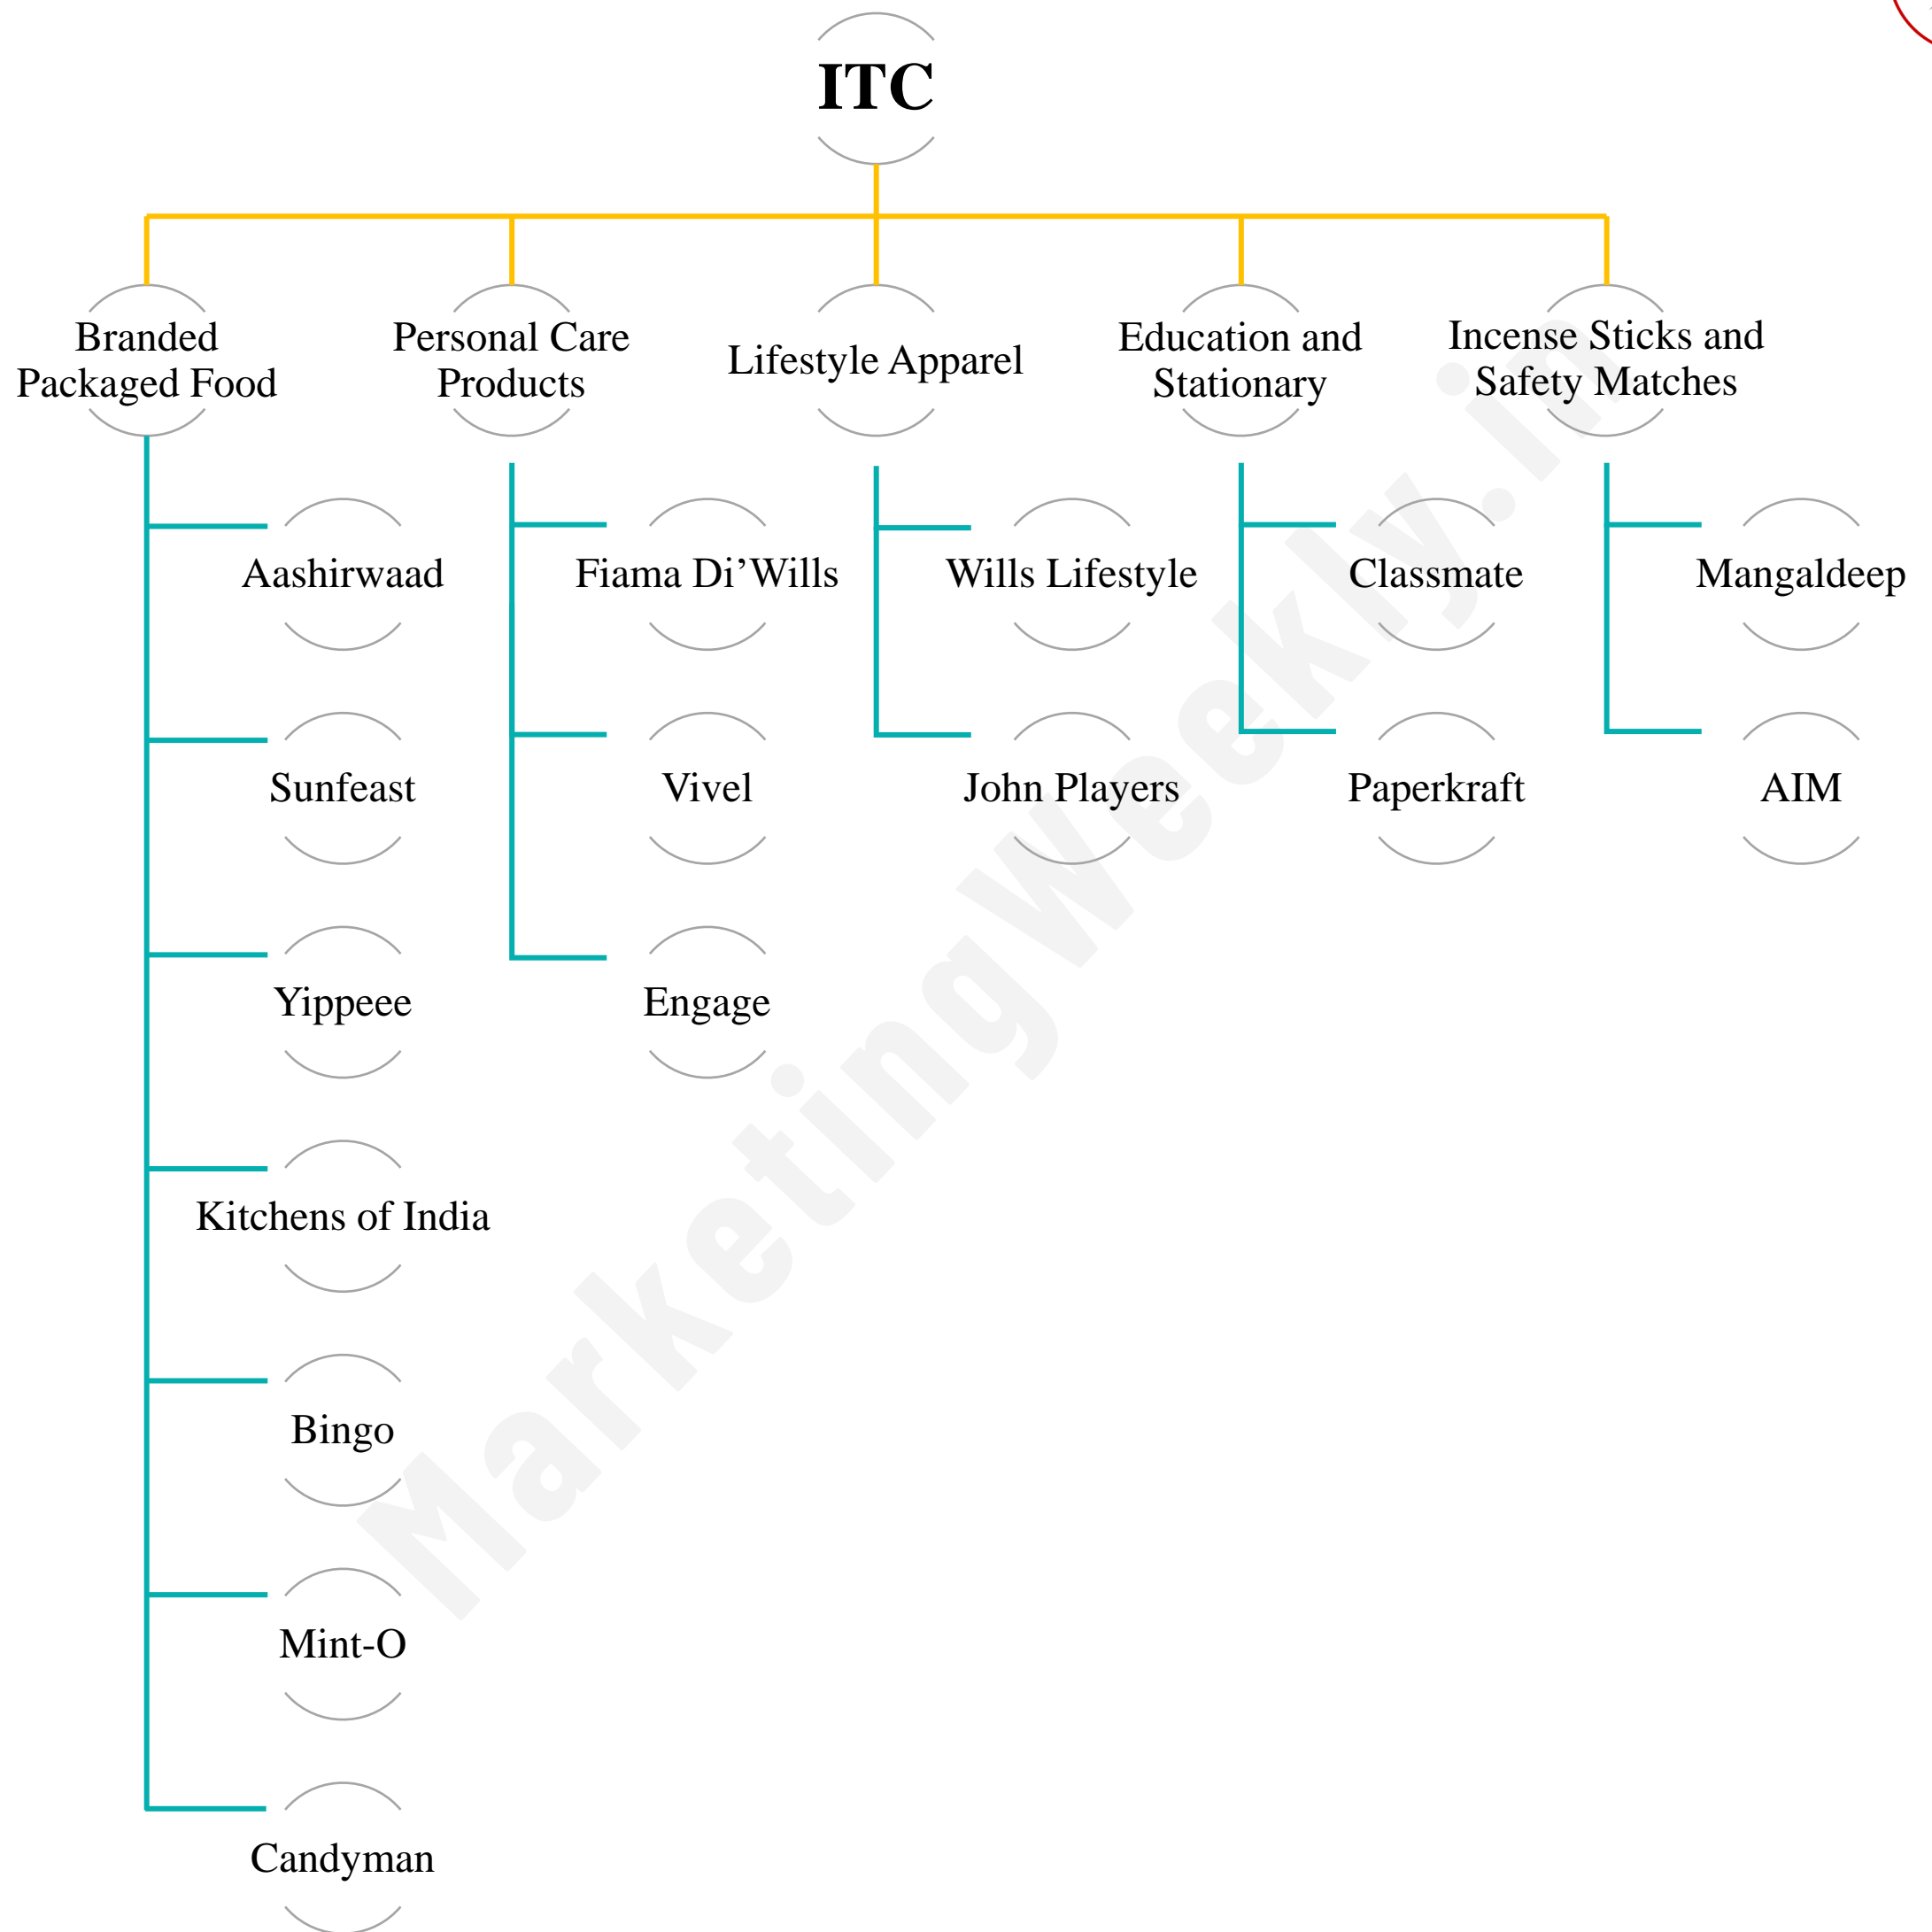 ITC
Branded
Packaged Food
Personal Care
Products
Lifestyle Apparel
Education and
Stationary
Incense Sticks and
Safety Matches
Aashirwaad
Sunfeast
Yippeee
Kitchens of India
Bingo
Mint-O
Candyman
Fiama Di’Wills
Vivel
Engage
Wills Lifestyle
John Players
Classmate
Paperkraft
Mangaldeep
AIM
MarketingWeekly.in